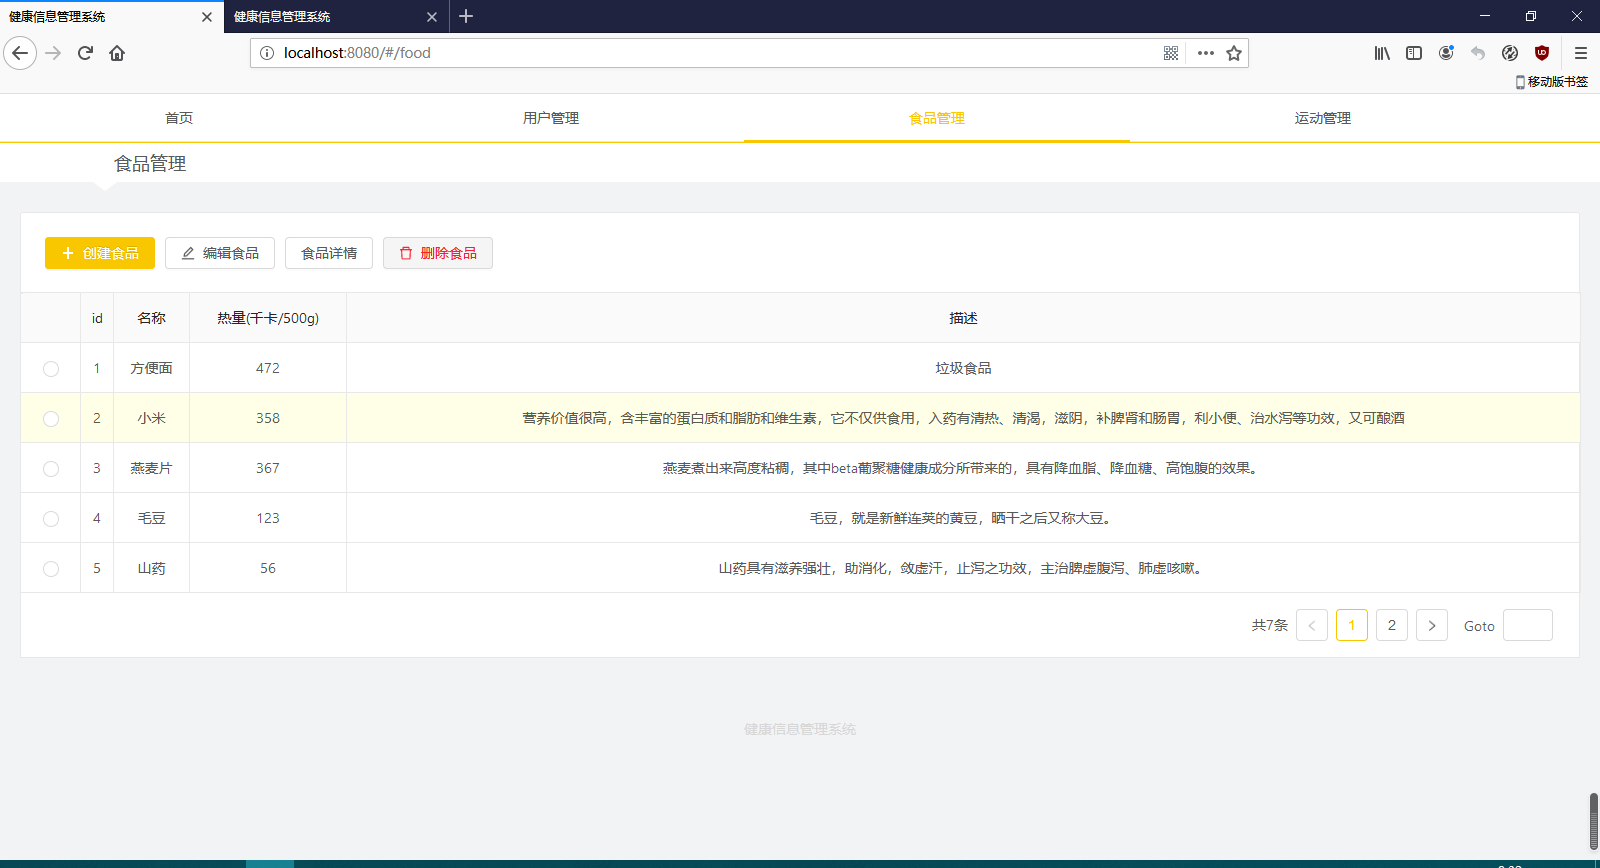 健康信息管理系统
健康信息管理系统
localhost:8080/#/food
移动版书签
首页
用户管理
食品管理
运动管理
食品管理
创建食品
编辑食品
食品详情
删除食品
id 名称 热量(千卡/500g) 描述
1 方便面 472 垃圾食品
2 小米 358 营养价值很高，含丰富的蛋白质和脂肪和维生素，它不仅供食用，入药有清热、清渴，滋阴，补脾肾和肠胃，利小便、治水泻等功效，又可酿酒
3 燕麦片 367 燕麦煮出来高度粘稠，其中beta葡聚糖健康成分所带来的，具有降血脂、降血糖、高饱腹的效果。
4 毛豆 123 毛豆，就是新鲜连荚的黄豆，晒干之后又称大豆。
5 山药 56 山药具有滋养强壮，助消化，敛虚汗，止泻之功效，主治脾虚腹泻、肺虚咳嗽。
共7条 1 2 Goto
健康信息管理系统